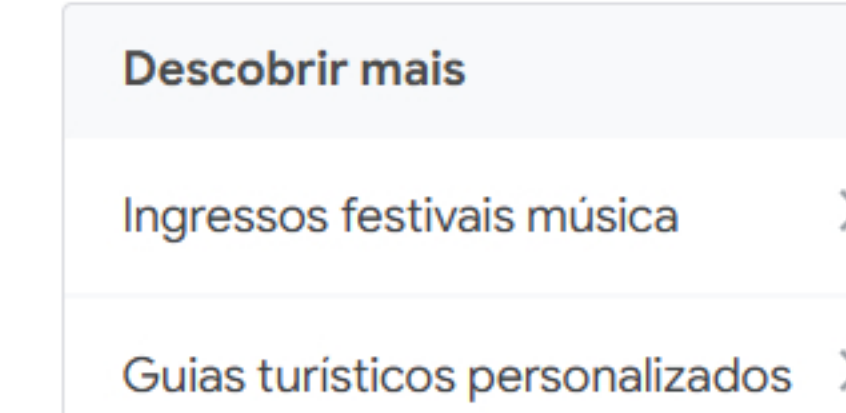 Descobrir mais
Ingressos festivais música
Guias turísticos personalizados